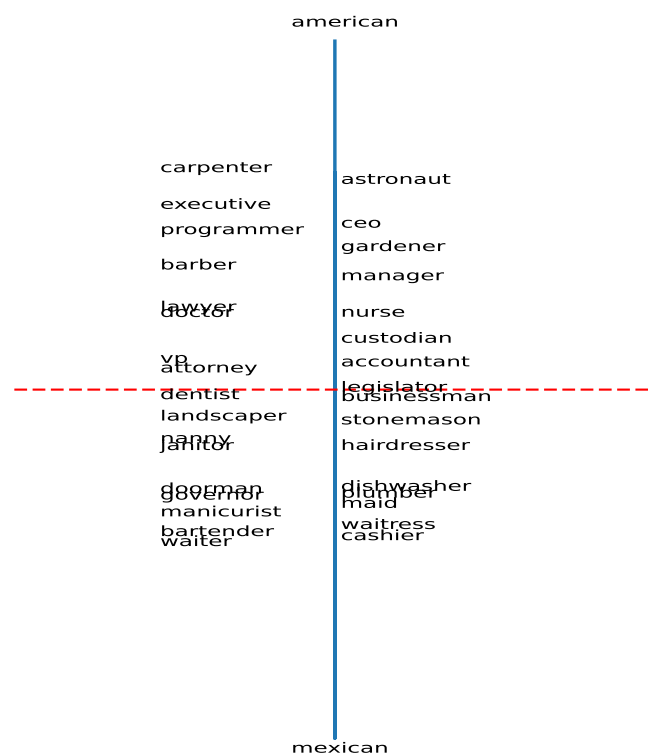 american
carpenter
astronaut
executive
ceo
programmer
gardener
barber
manager
lawyer
doctor
nurse
custodian
vp
accountant
attorney
legislator
dentist
businessman
landscaper
stonemason
nanny
janitor
hairdresser
dishwasher
doorman
plumber
governor
maid
manicurist
waitress
bartender
cashier
waiter
mexican